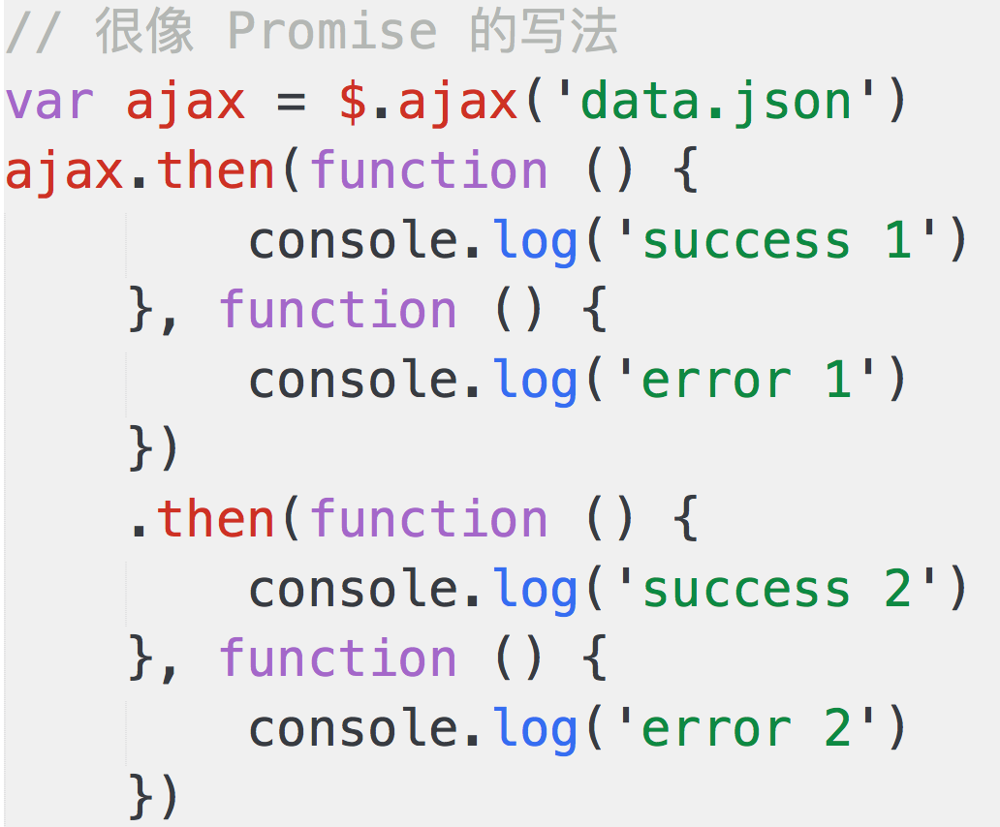 // 很像 Promise 的写法
var ajax = $.ajax('data.json')
ajax.then(function () {
        console.log('success 1')
    }, function () {
        console.log('error 1')
    })
    .then(function () {
        console.log('success 2')
    }, function () {
        console.log('error 2')
    })